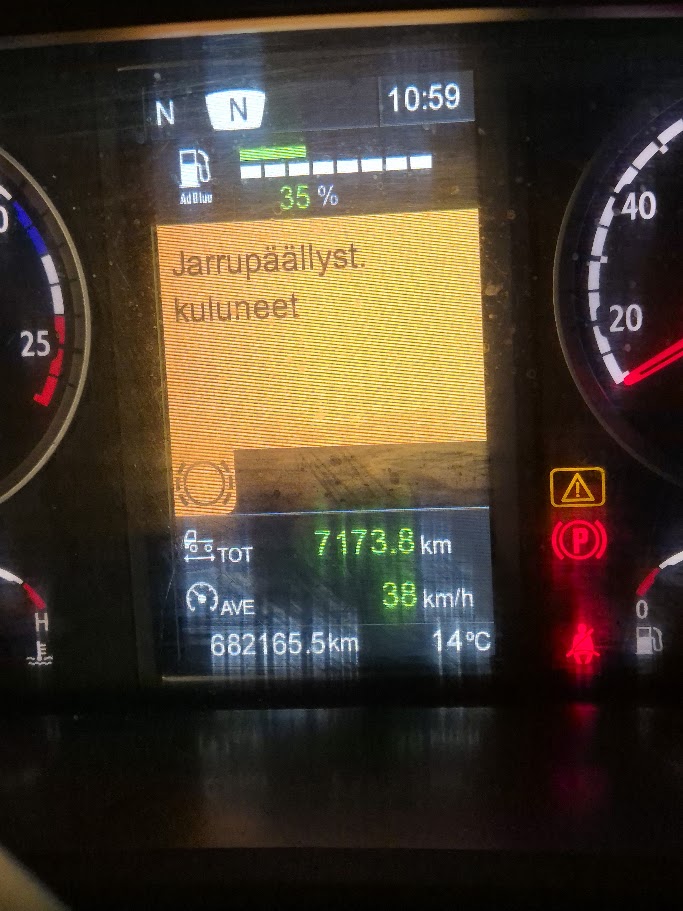 N N 10:59
AdBlue
35 %
Jarrupäällyst.
kuluneet
25
40
20
TOT 7173.8 km
P
AVE 38 km/h
H 0
682165.5km 14°C